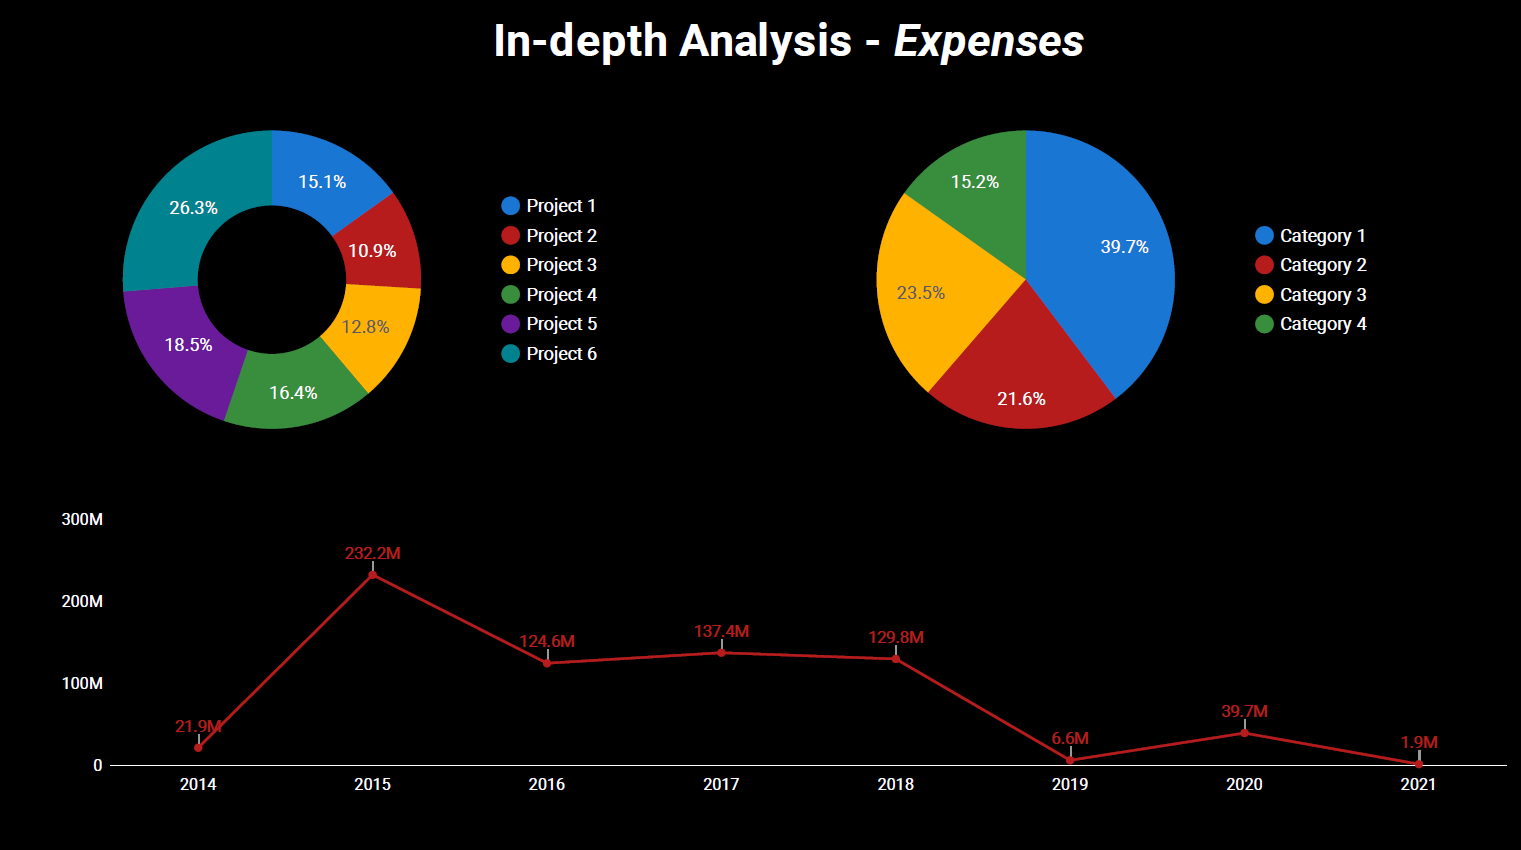 In-depth Analysis - Expenses
15.1%
10.9%
12.8%
16.4%
18.5%
26.3%
Project 1
Project 2
Project 3
Project 4
Project 5
Project 6
39.7%
21.6%
23.5%
15.2%
Category 1
Category 2
Category 3
Category 4
300M
200M
100M
0
21.9M
232.2M
124.6M
137.4M
129.8M
6.6M
39.7M
1.9M
2014
2015
2016
2017
2018
2019
2020
2021